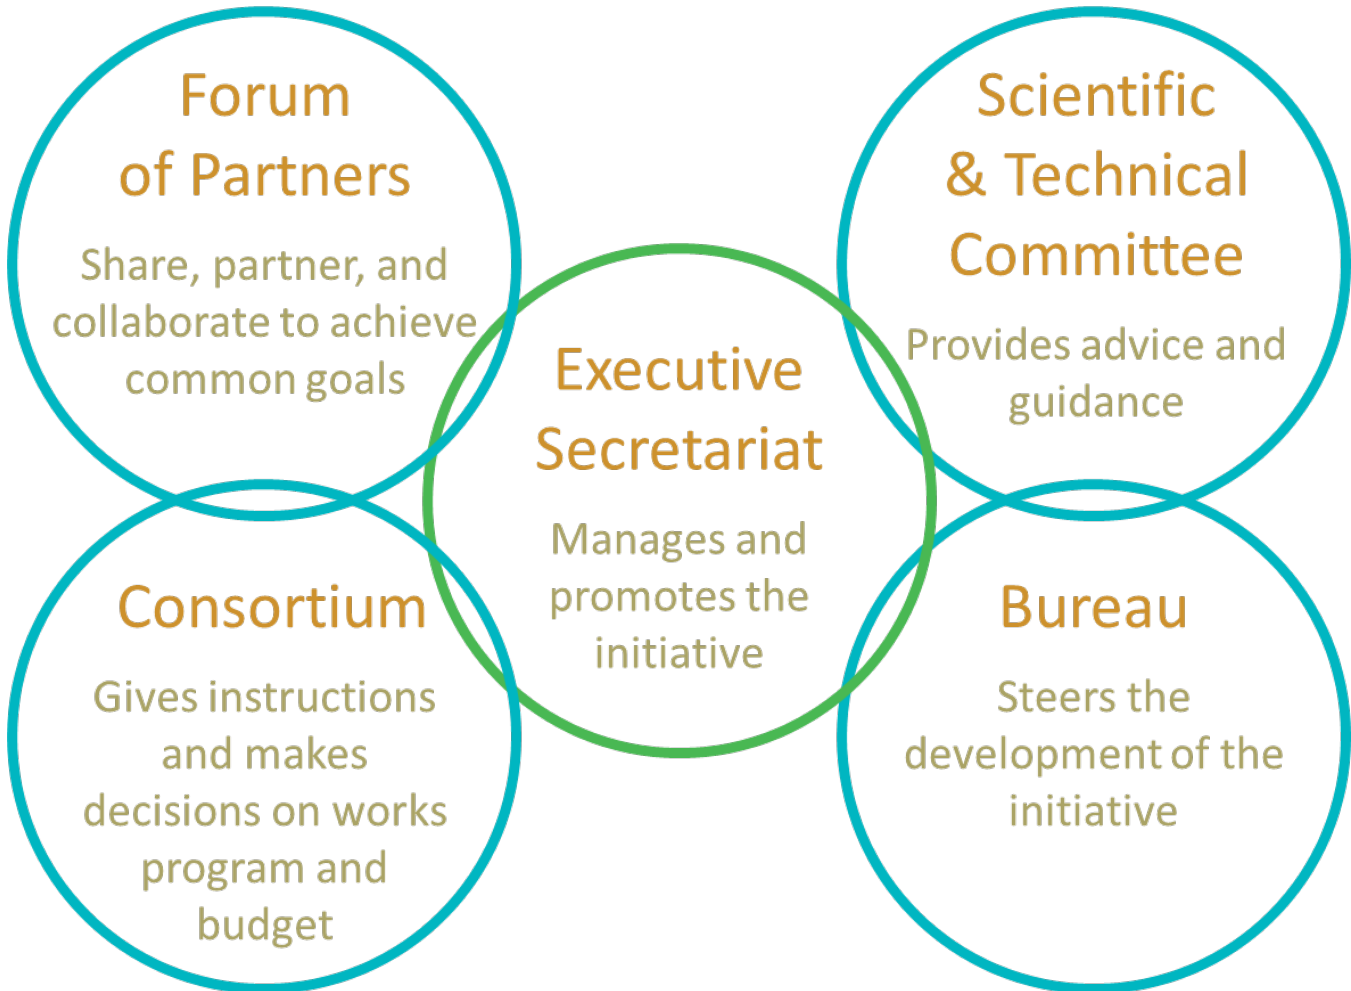 Forum
of Partners
Share, partner, and
collaborate to achieve
common goals
Scientific
& Technical
Committee
Provides advice and
guidance
Executive
Secretariat
Manages and
promotes the
initiative
Consortium
Gives instructions
and makes
decisions on works
program and
budget
Bureau
Steers the
development of the
initiative